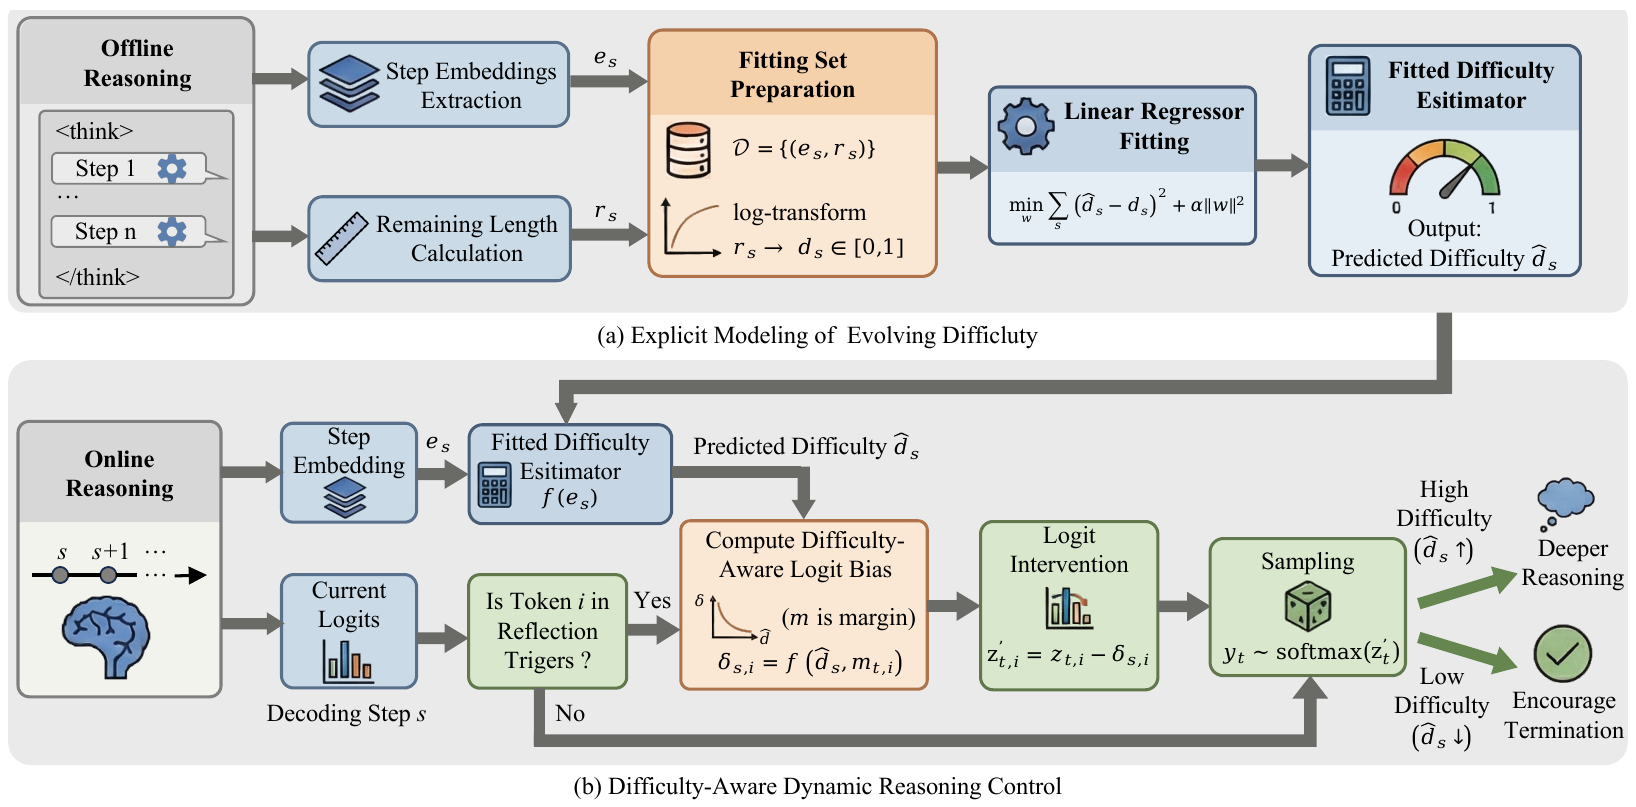 Offline
Reasoning
<think>
Step 1
...
Step n
</think>
Step Embeddings
Extraction
e_s
Remaining Length
Calculation
r_s
Fitting Set
Preparation
𝒟 = {(e_s, r_s)}
log-transform
r_s → d_s ∈ [0,1]
Linear Regressor
Fitting
min_w ∑_s (d̂_s − d_s)² + α‖w‖²
Fitted Difficulty
Esitimator
0 1
Output:
Predicted Difficulty d̂_s
(a) Explicit Modeling of Evolving Difficluty
Online
Reasoning
s s+1 ...
...
Step
Embedding
e_s
Fitted Difficulty
Esitimator
f(e_s)
Predicted Difficulty d̂_s
Current
Logits
Decoding Step s
Is Token i in
Reflection
Trigers ?
Yes
No
Compute Difficulty-
Aware Logit Bias
δ
d̂
(m is margin)
δ_{s,i} = f(d̂_s, m_{t,i})
Logit
Intervention
z′_{t,i} = z_{t,i} − δ_{s,i}
Sampling
y_t ~ softmax(z′_t)
High
Difficulty
(d̂_s ↑)
Deeper
Reasoning
Low
Difficulty
(d̂_s ↓)
Encourage
Termination
(b) Difficulty-Aware Dynamic Reasoning Control